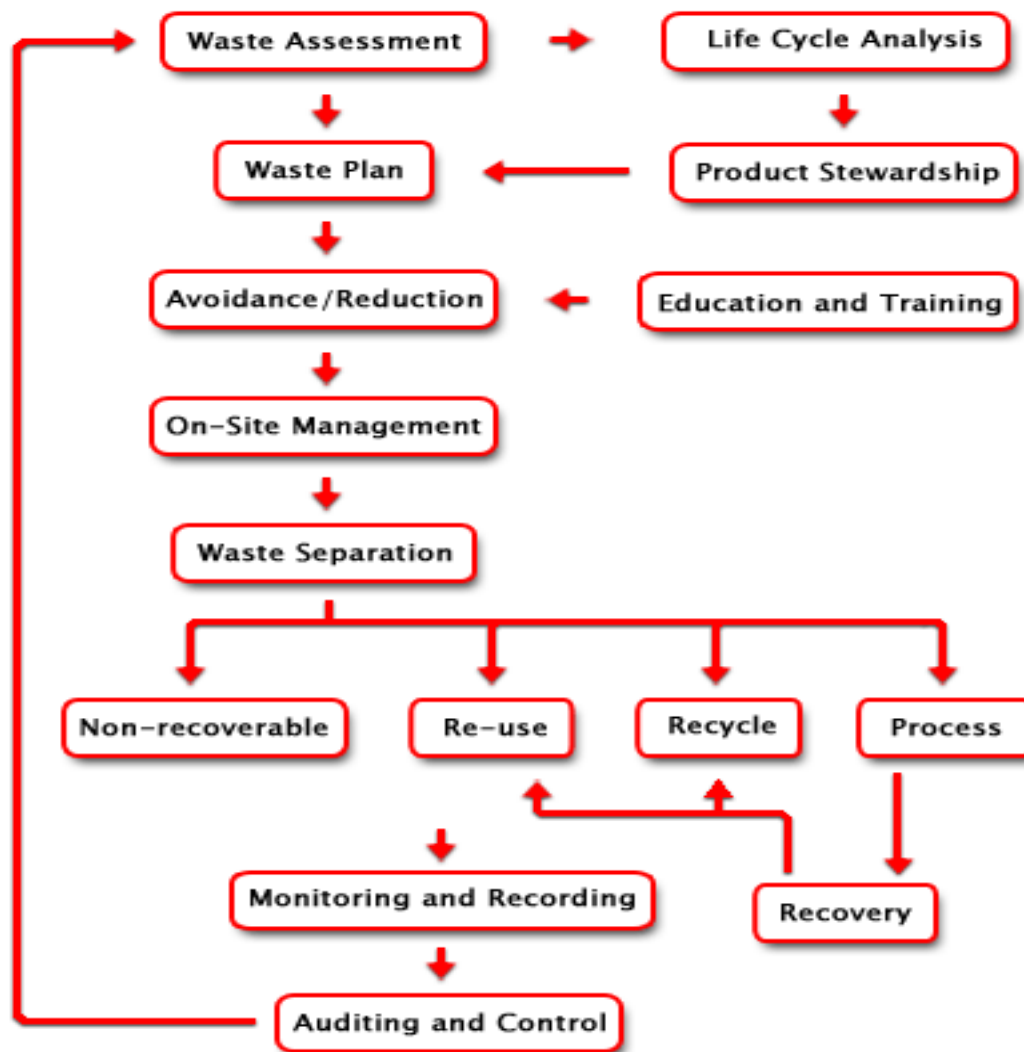 Waste Assessment
Life Cycle Analysis
Waste Plan
Product Stewardship
Avoidance/Reduction
Education and Training
On-Site Management
Waste Separation
Non-recoverable
Re-use
Recycle
Process
Monitoring and Recording
Recovery
Auditing and Control